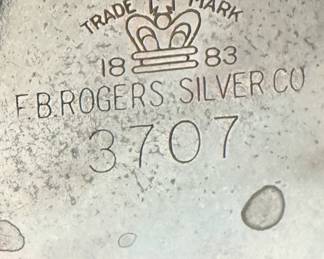 TRADE MARK
18 83
F.B.ROGERS SILVER CO
3707